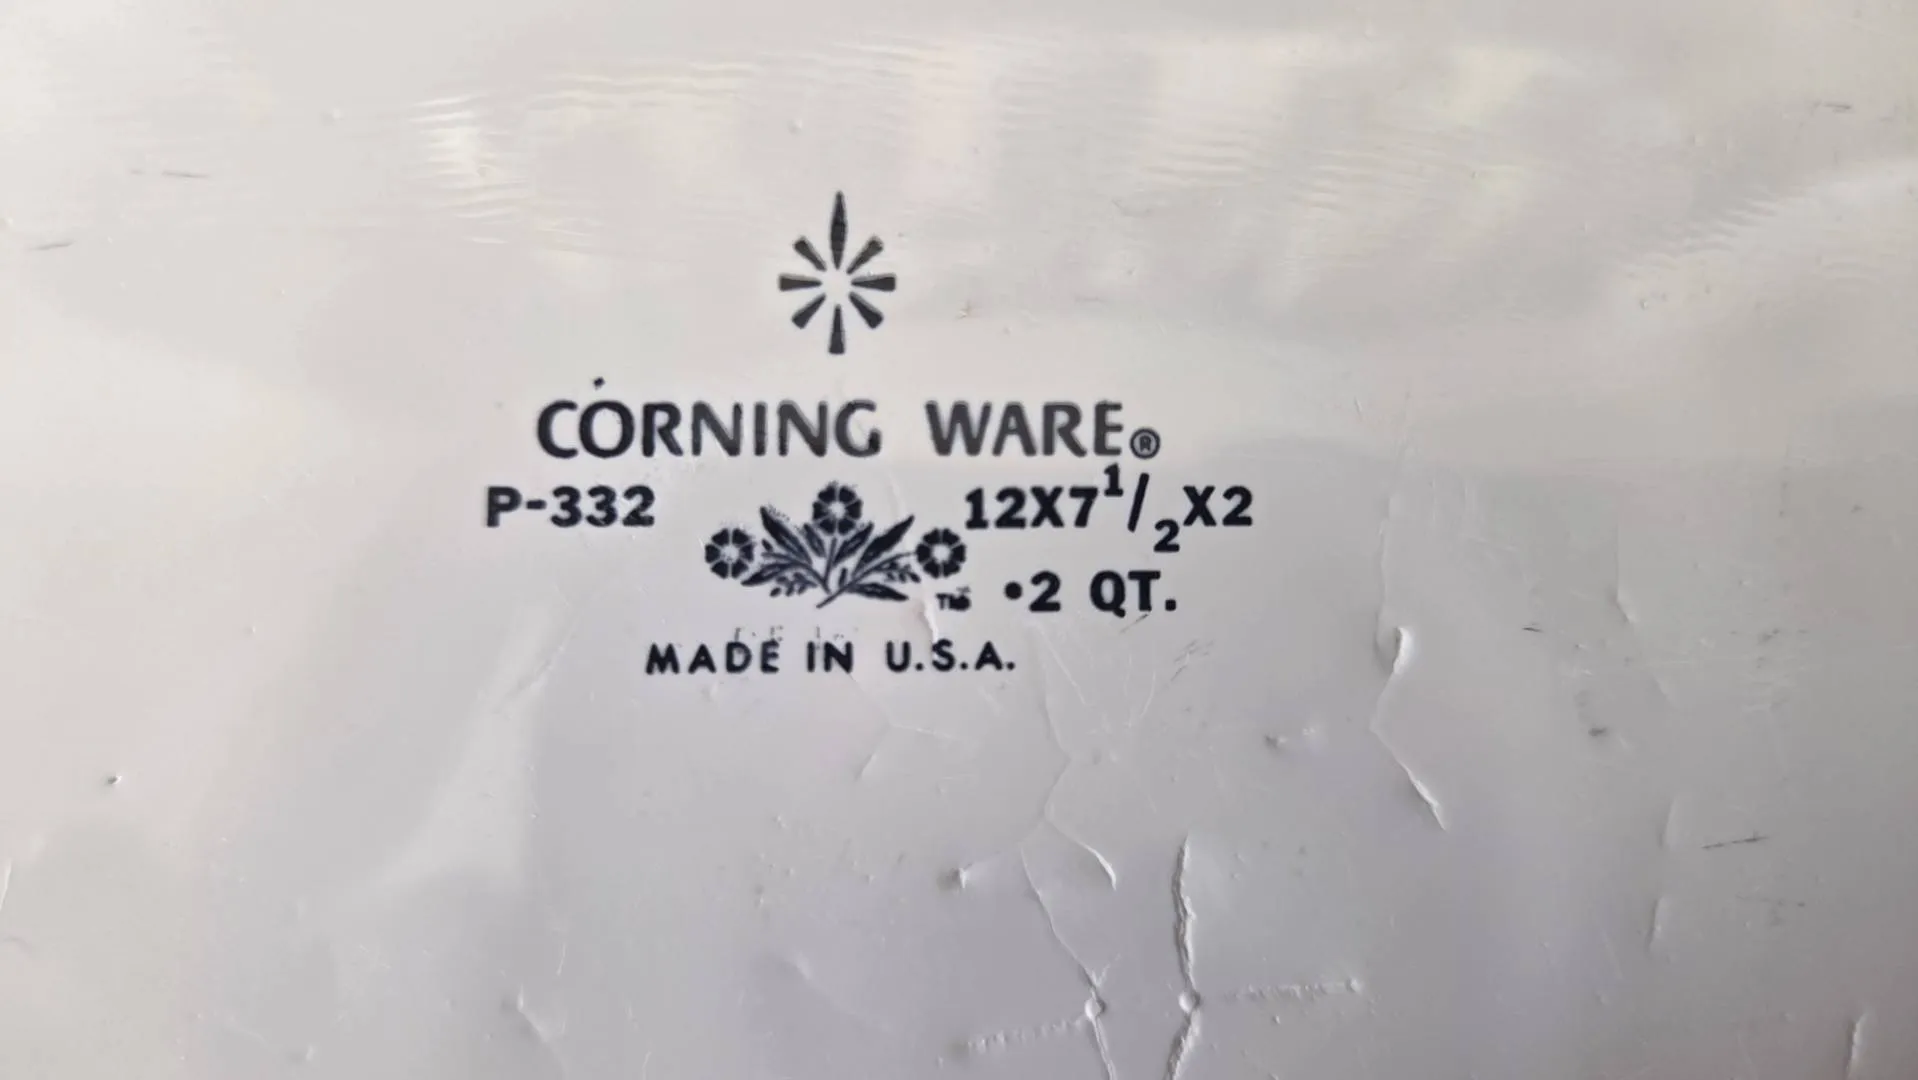 CORNING WARE®
P-332 12X7 1/2X2
TM •2 QT.
MADE IN U.S.A.